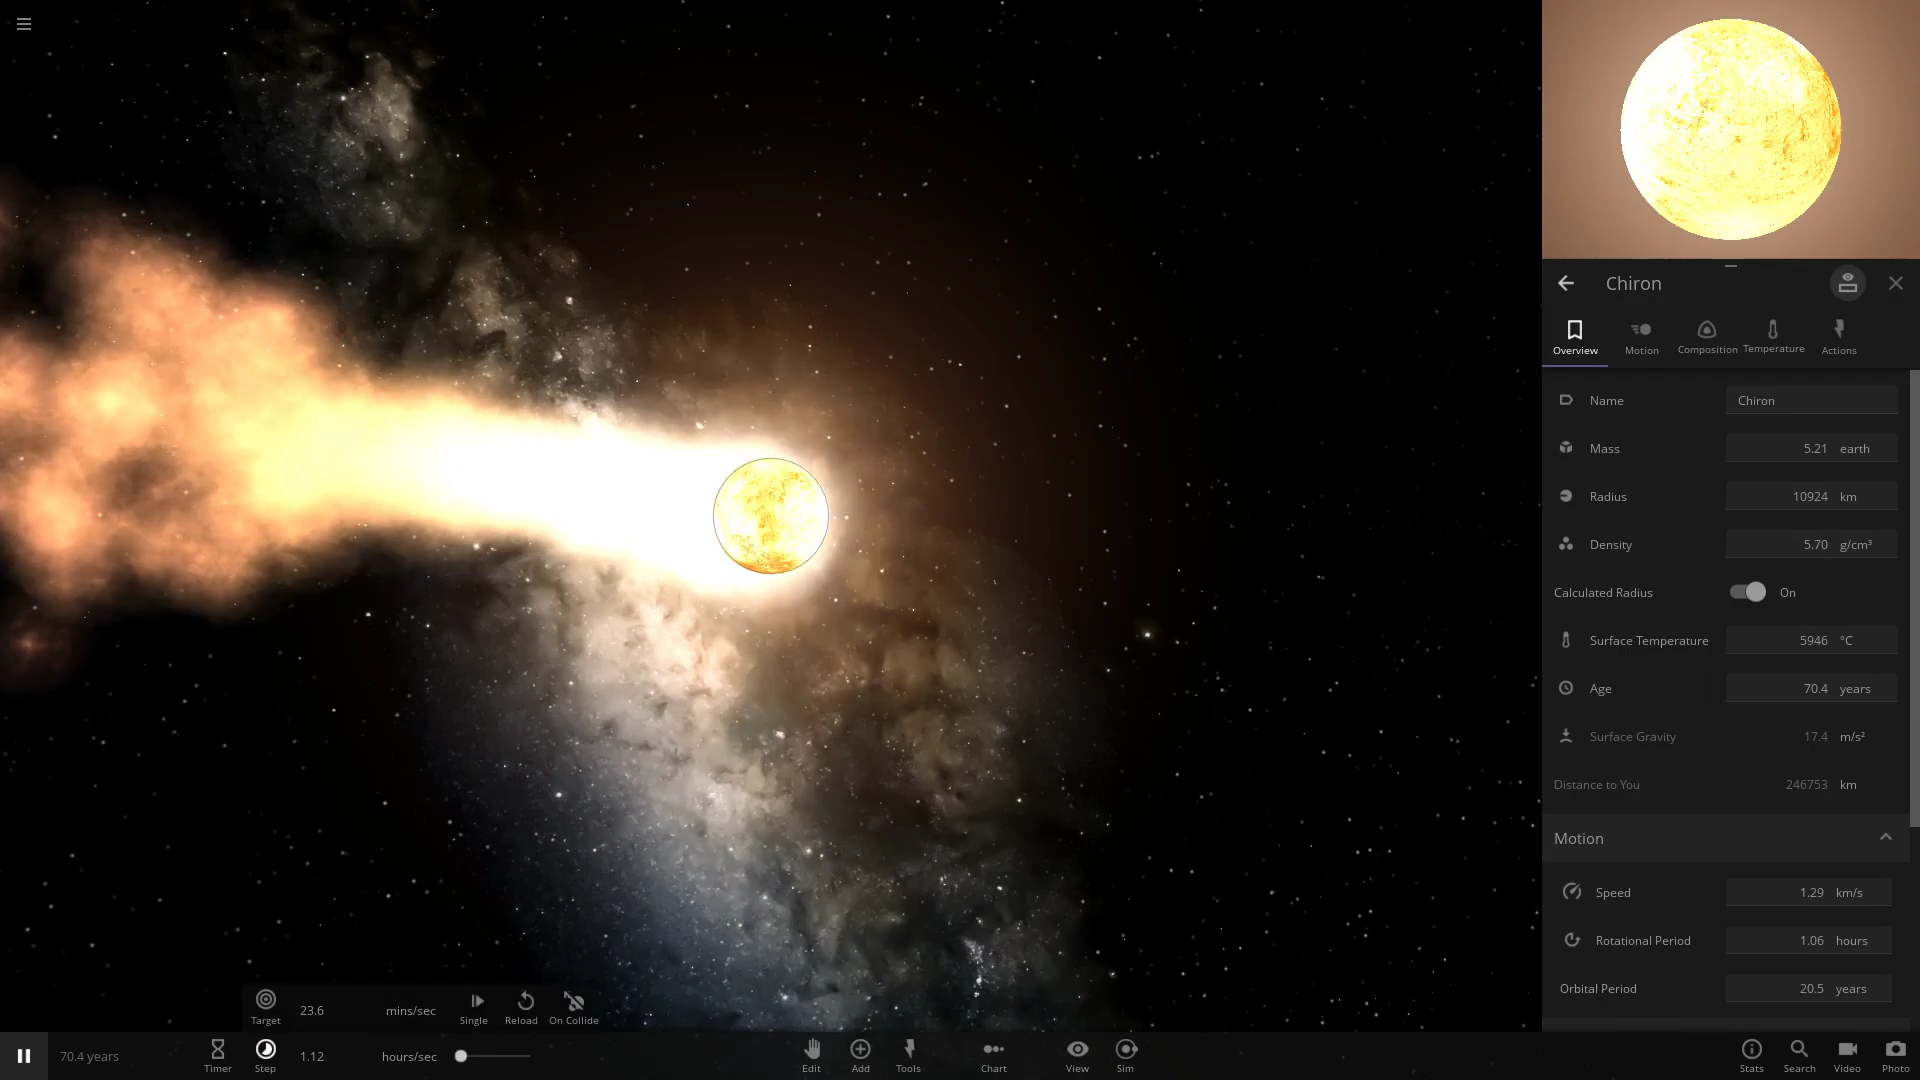 Chiron
Overview
Motion
Composition
Temperature
Actions
Name Chiron
Mass 5.21 earth
Radius 10924 km
Density 5.70 g/cm³
Calculated Radius On
Surface Temperature 5946 °C
Age 70.4 years
Surface Gravity 17.4 m/s²
Distance to You 246753 km
Motion
Speed 1.29 km/s
Rotational Period 1.06 hours
Orbital Period 20.5 years
Target 23.6 mins/sec Single Reload On Collide
70.4 years Timer Step 1.12 hours/sec Edit Add Tools Chart View Sim Stats Search Video Photo